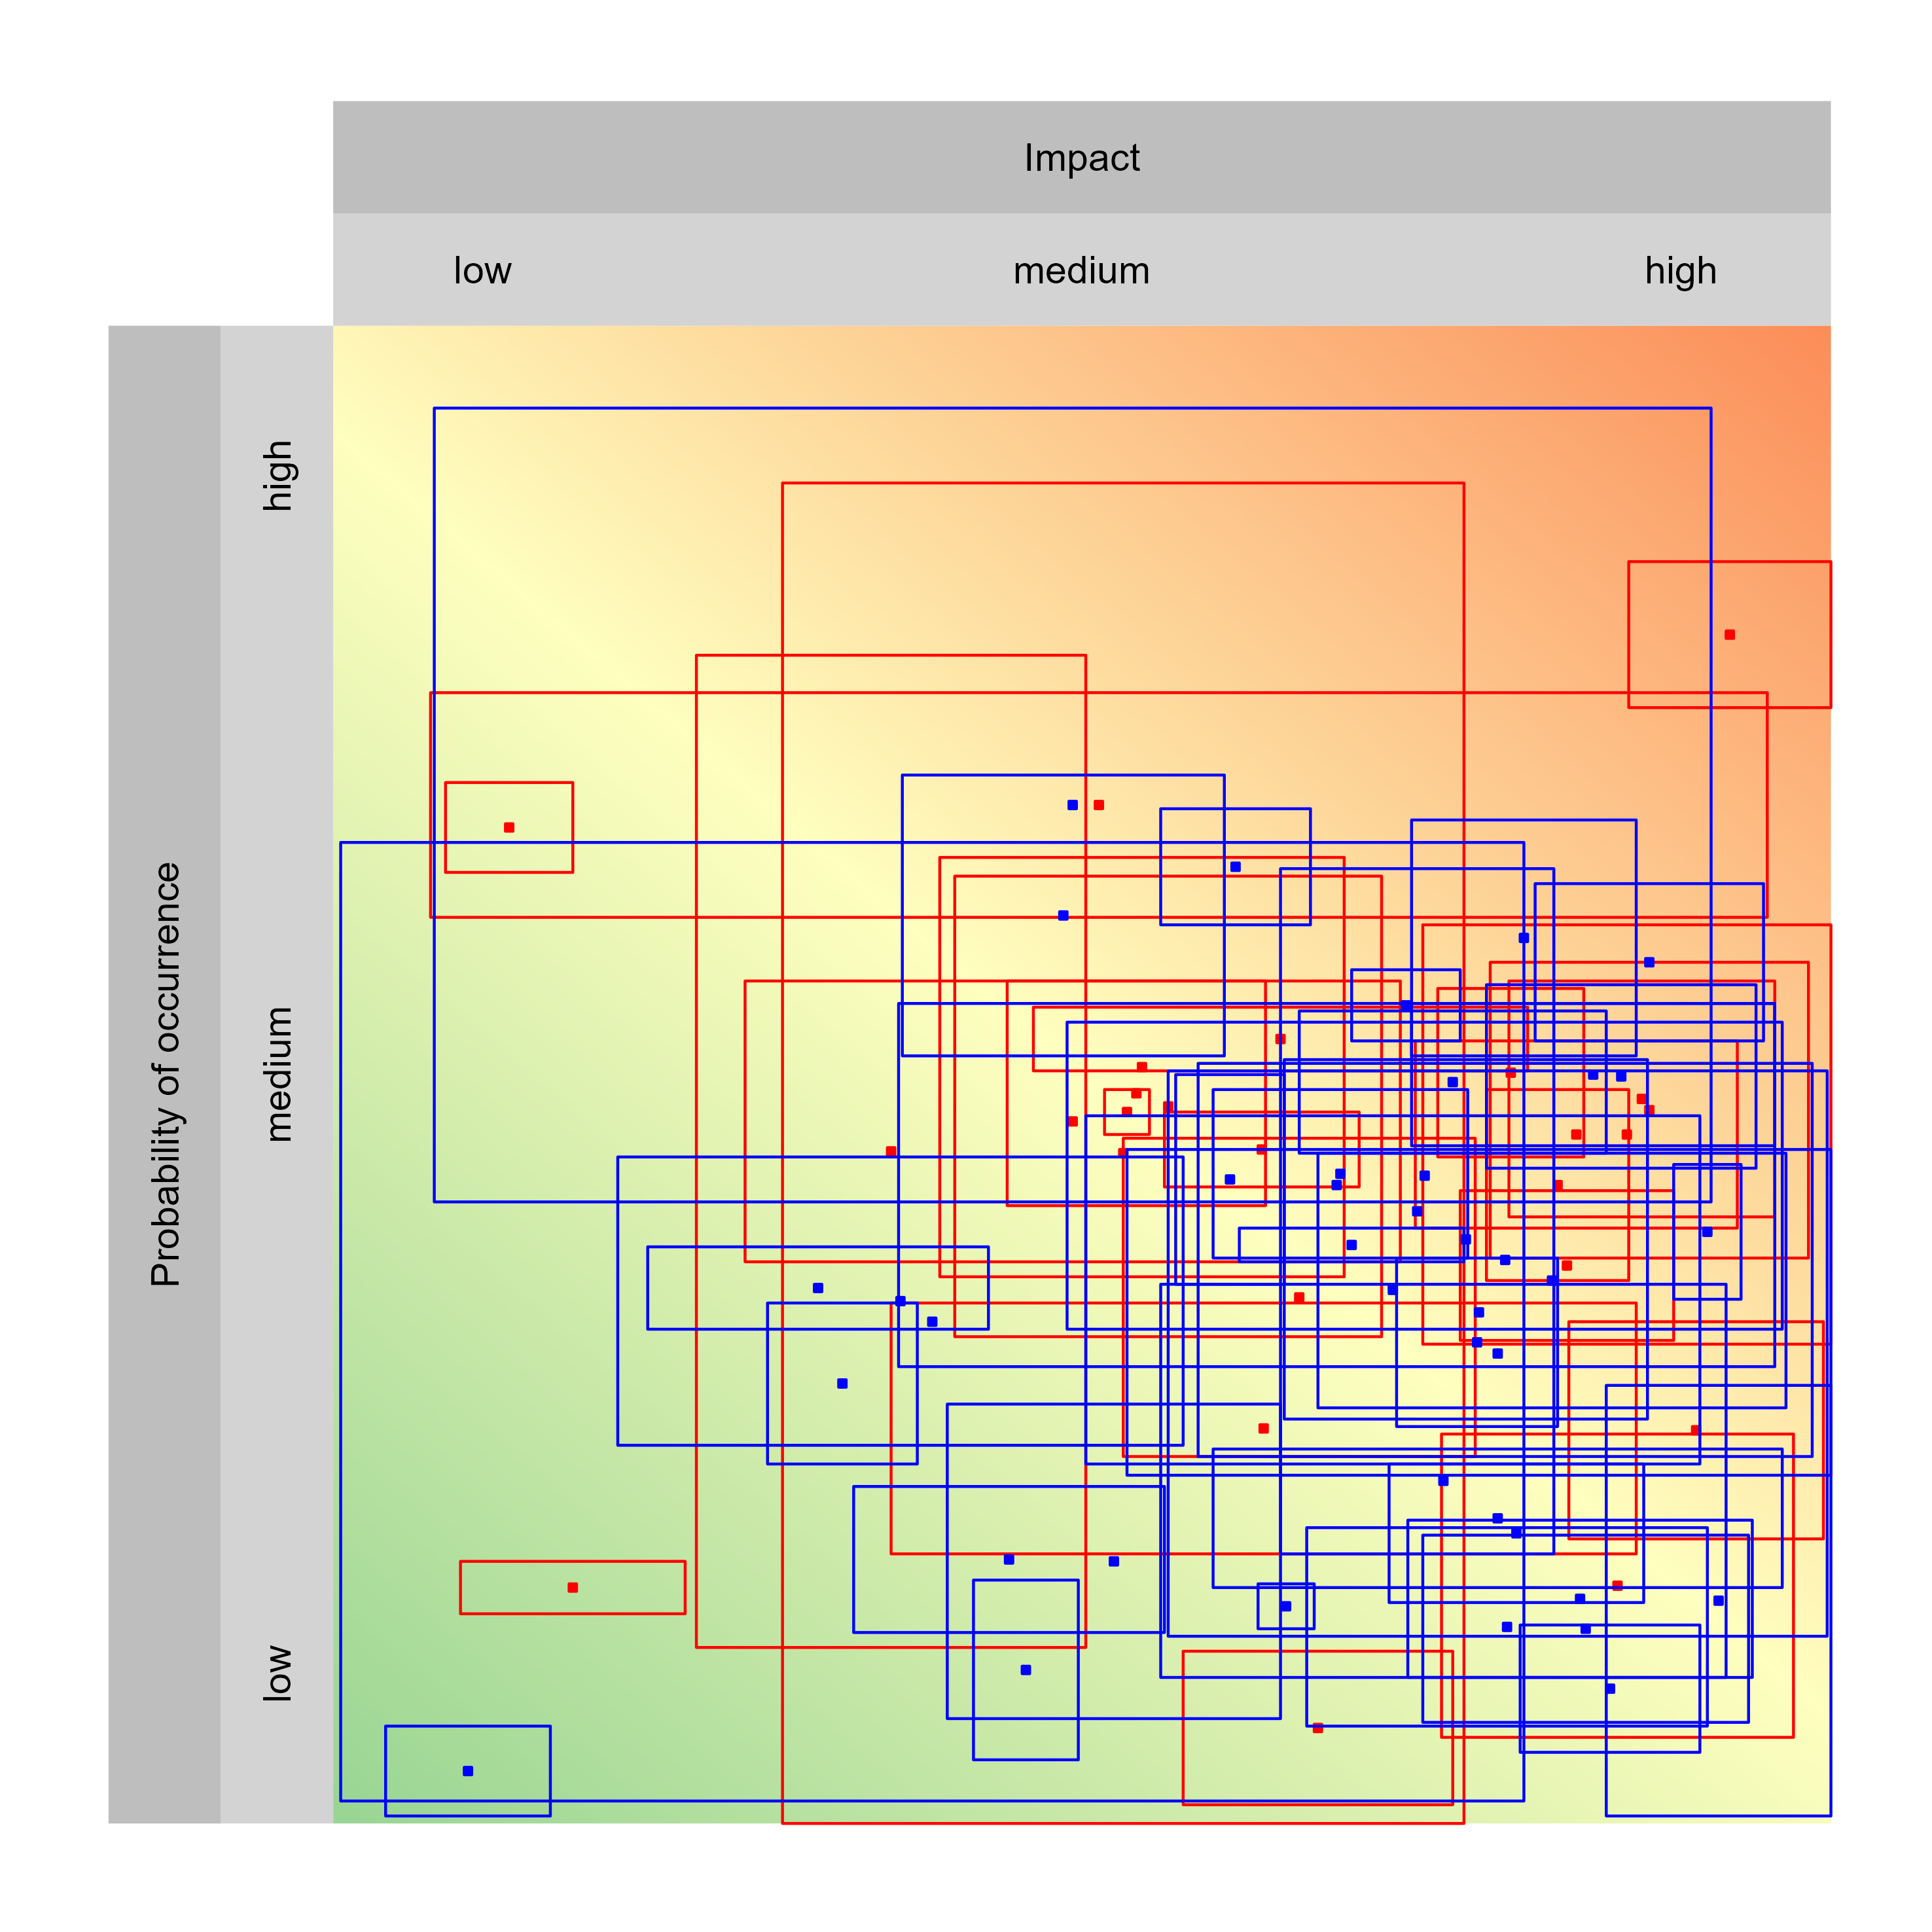 Impact
low medium high
Probability of occurrence
high
medium
low